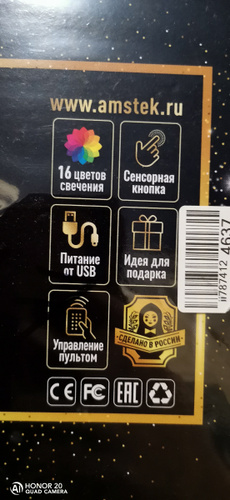 www.amstek.ru
16 цветов
свечения
Сенсорная
кнопка
Питание
от USB
Идея для
подарка
Управление
пультом
СДЕЛАНО В РОССИИ
CE FC EAC
HONOR 20
QUAD CAMERA